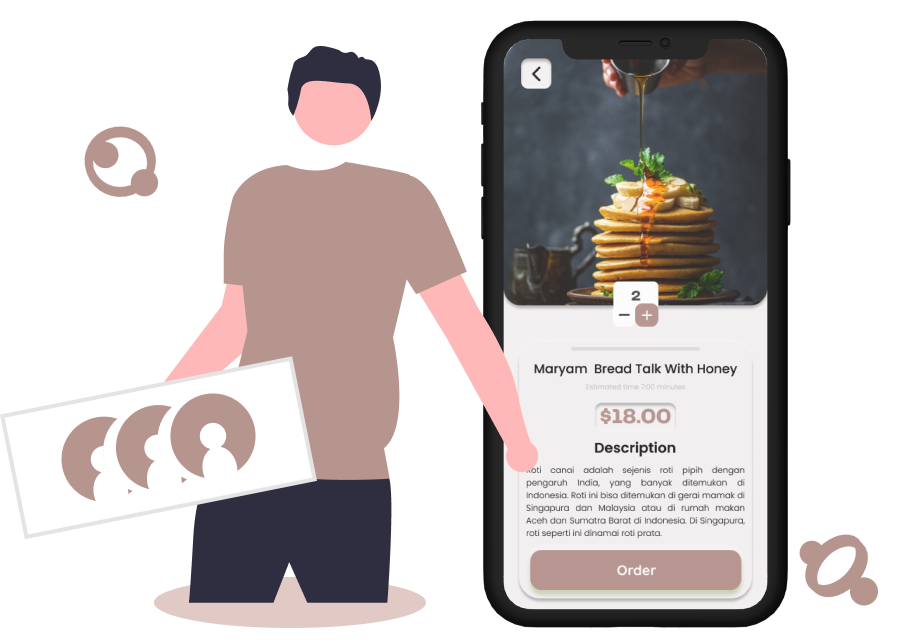 2
− +
Maryam Bread Talk With Honey
Estimated time 7:00 minutes
$18.00
Description
Roti canai adalah sejenis roti pipih dengan
pengaruh India, yang banyak ditemukan di
Indonesia. Roti ini bisa ditemukan di gerai mamak di
Singapura dan Malaysia atau di rumah makan
Aceh dan Sumatra Barat di Indonesia. Di Singapura,
roti seperti ini dinamai roti prata.
Order